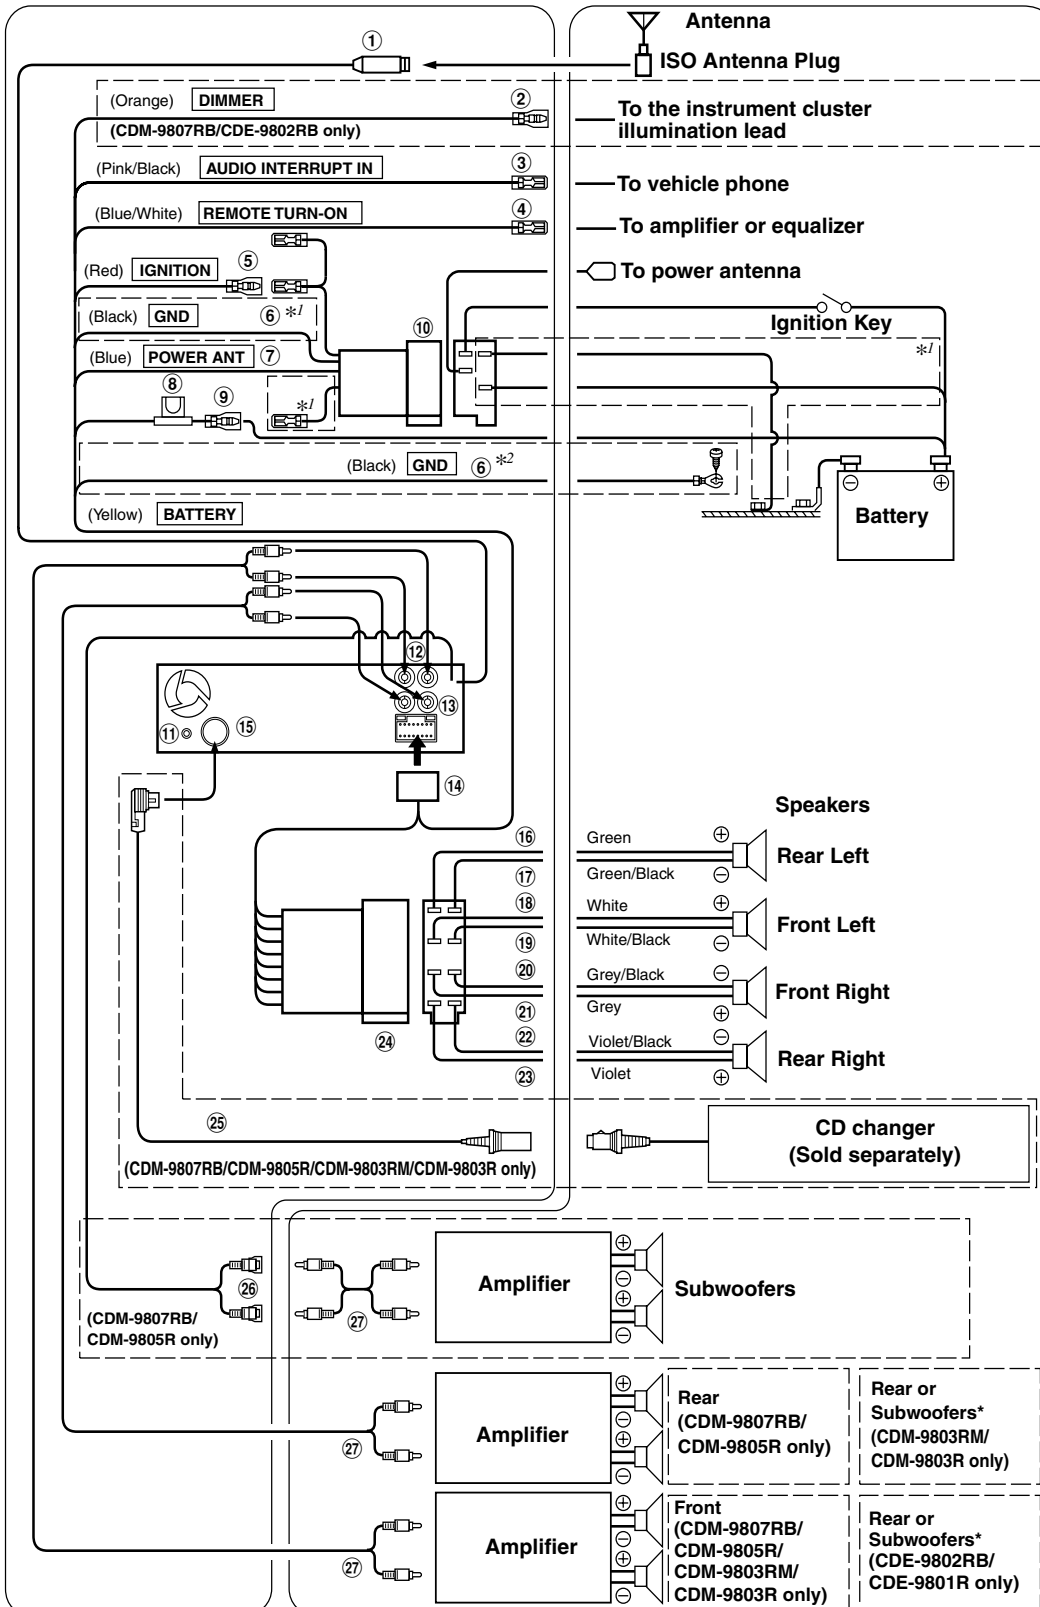 Antenna
① ISO Antenna Plug
(Orange) DIMMER ② To the instrument cluster
illumination lead
(CDM-9807RB/CDE-9802RB only)
(Pink/Black) AUDIO INTERRUPT IN ③ To vehicle phone
(Blue/White) REMOTE TURN-ON ④ To amplifier or equalizer
(Red) IGNITION ⑤ To power antenna
Ignition Key
(Black) GND ⑥ *1 ⑩ *1
(Blue) POWER ANT ⑦
⑧ ⑨ *1
(Black) GND ⑥ *2
⊖ ⊕
Battery
(Yellow) BATTERY
⑫
⑬
⑪ ⑮
⑭
Speakers
⑯ Green ⊕
Rear Left
⑰ Green/Black ⊖
⑱ White ⊕
Front Left
⑲ White/Black ⊖
⑳ Grey/Black ⊖
Front Right
㉑ Grey ⊕
㉒ Violet/Black ⊖
㉔ Rear Right
㉓ Violet ⊕
㉕
CD changer
(Sold separately)
(CDM-9807RB/CDM-9805R/CDM-9803RM/CDM-9803R only)
⊕
⊖
⊕
⊖
㉖ ㉗ Amplifier Subwoofers
(CDM-9807RB/
CDM-9805R only)
⊕
⊖
⊕
⊖
㉗ Amplifier
Rear
(CDM-9807RB/
CDM-9805R only)
Rear or
Subwoofers*
(CDM-9803RM/
CDM-9803R only)
⊕
⊖
⊕
⊖
㉗ Amplifier
Front
(CDM-9807RB/
CDM-9805R/
CDM-9803RM/
CDM-9803R only)
Rear or
Subwoofers*
(CDE-9802RB/
CDE-9801R only)